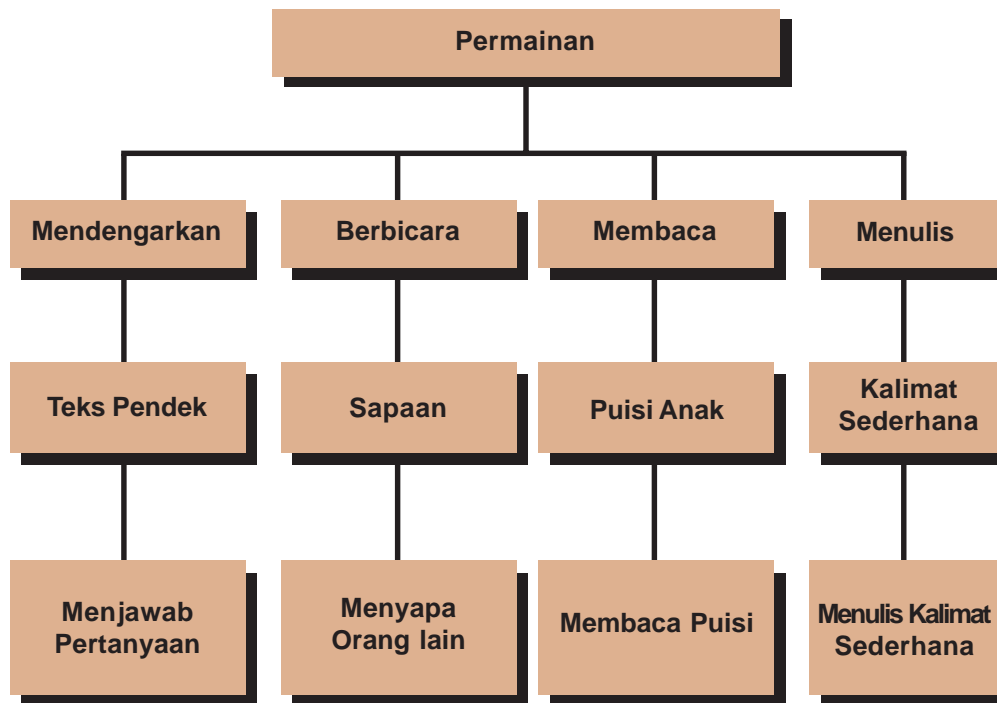 Permainan
Mendengarkan
Berbicara
Membaca
Menulis
Teks Pendek
Sapaan
Puisi Anak
Kalimat
Sederhana
Menjawab
Pertanyaan
Menyapa
Orang lain
Membaca Puisi
Menulis Kalimat
Sederhana